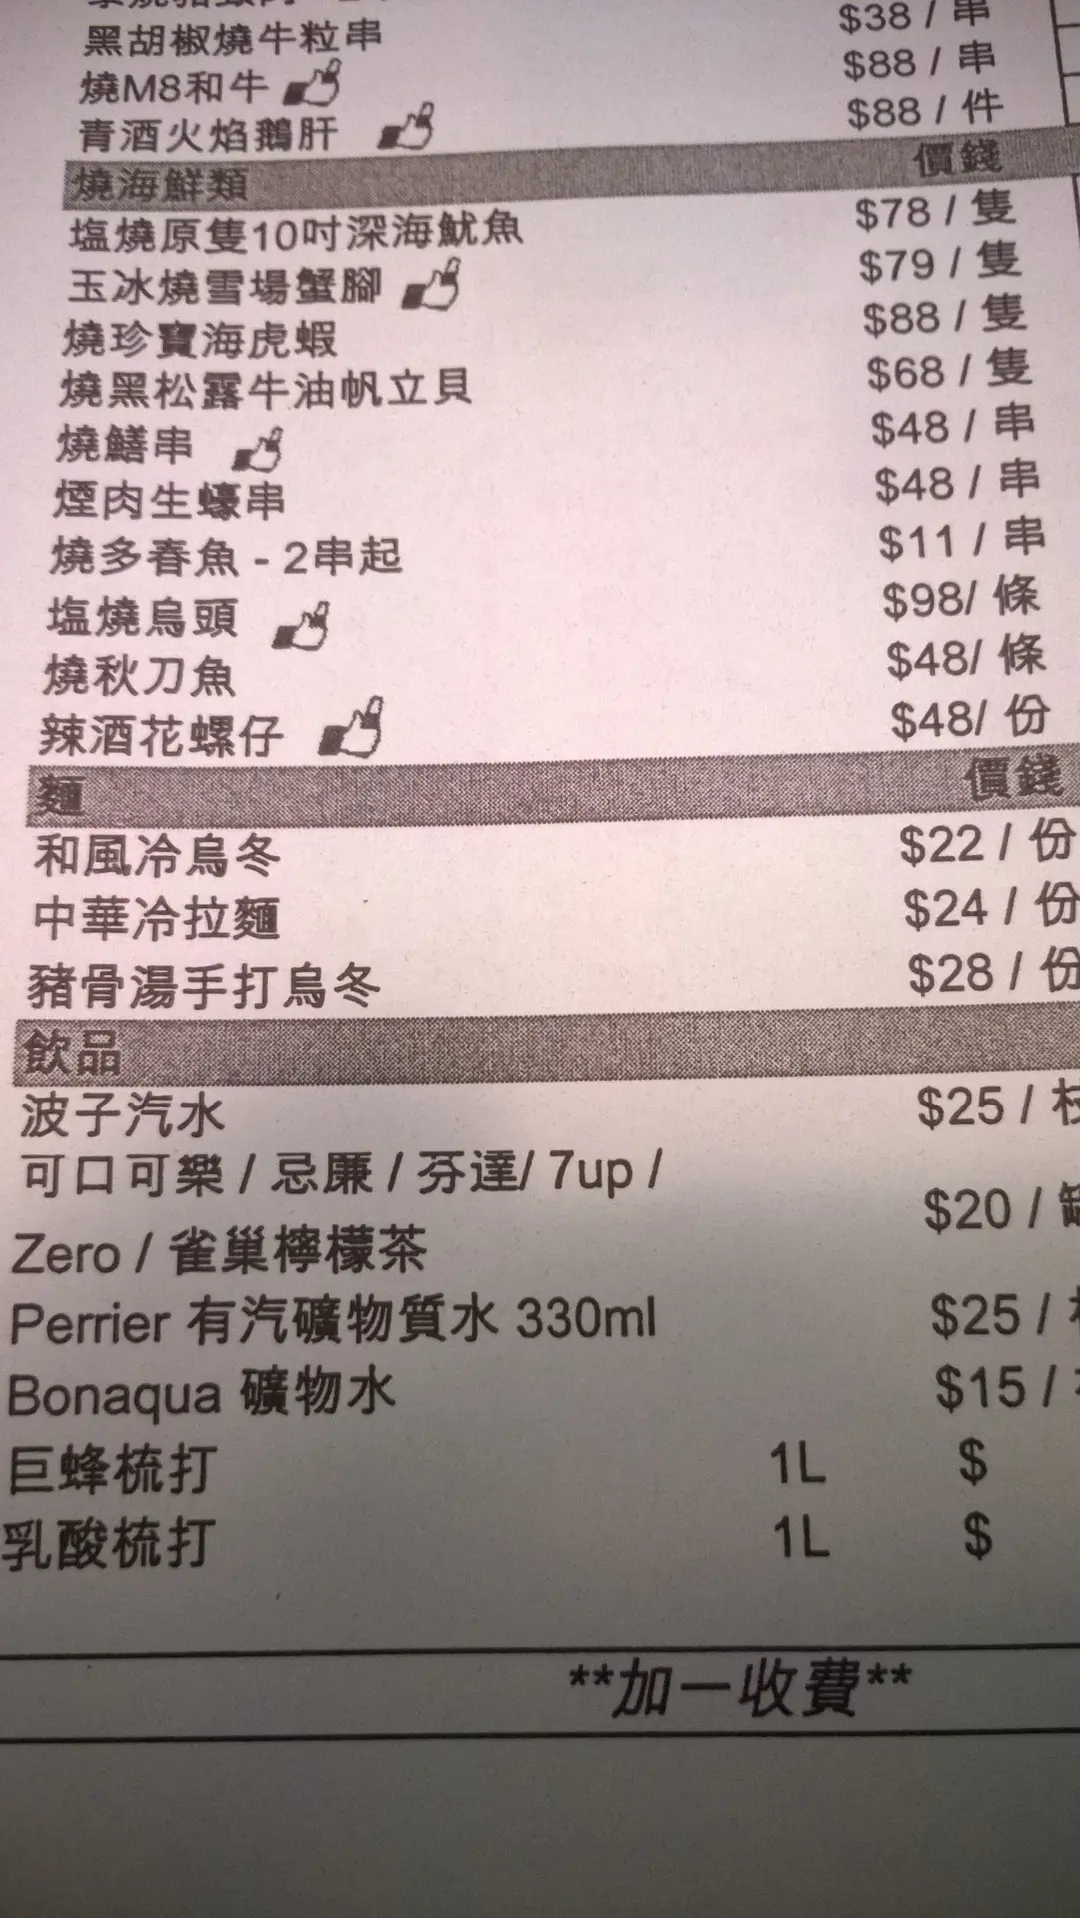 黑胡椒燒牛粒串 $38 / 串
燒M8和牛 $88 / 串
青酒火焰鵝肝 $88 / 件
燒海鮮類 價錢
塩燒原隻10吋深海魷魚 $78 / 隻
玉冰燒雪場蟹腳 $79 / 隻
燒珍寶海虎蝦 $88 / 隻
燒黑松露牛油帆立貝 $68 / 隻
燒鱔串 $48 / 串
煙肉生蠔串 $48 / 串
燒多春魚 - 2串起 $11 / 串
塩燒烏頭 $98/ 條
燒秋刀魚 $48/ 條
辣酒花螺仔 $48/ 份
麵 價錢
和風冷烏冬 $22 / 份
中華冷拉麵 $24 / 份
豬骨湯手打烏冬 $28 / 份
飲品
波子汽水 $25 / 枝
可口可樂 / 忌廉 / 芬達/ 7up /
Zero / 雀巢檸檬茶 $20 /
Perrier 有汽礦物質水 330ml $25 /
Bonaqua 礦物水 $15 /
巨蜂梳打 1L $
乳酸梳打 1L $
**加一收費**